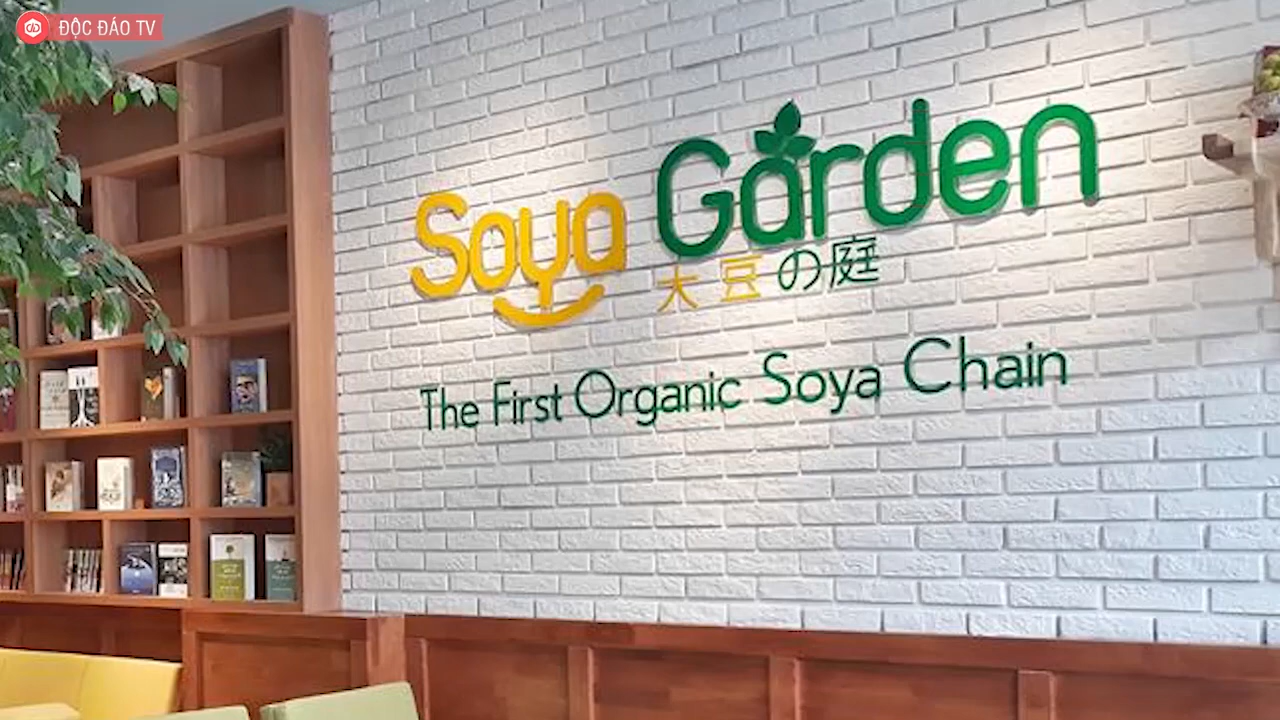 ĐỘC ĐÁO TV
Soya Garden
大豆の庭
The First Organic Soya Chain